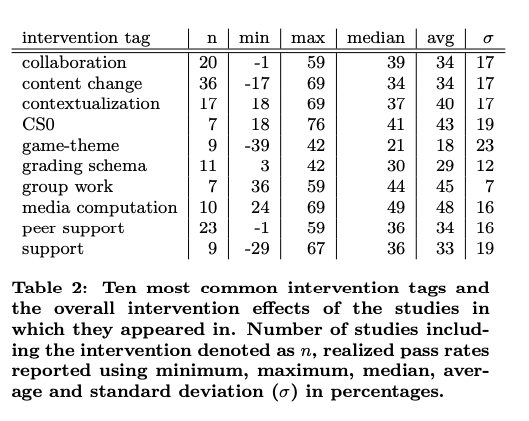 intervention tag n min max median avg σ
collaboration 20 -1 59 39 34 17
content change 36 -17 69 34 34 17
contextualization 17 18 69 37 40 17
CS0 7 18 76 41 43 19
game-theme 9 -39 42 21 18 23
grading schema 11 3 42 30 29 12
group work 7 36 59 44 45 7
media computation 10 24 69 49 48 16
peer support 23 -1 59 36 34 16
support 9 -29 67 36 33 19
Table 2: Ten most common intervention tags and
the overall intervention effects of the studies in
which they appeared in. Number of studies includ-
ing the intervention denoted as n, realized pass rates
reported using minimum, maximum, median, aver-
age and standard deviation (σ) in percentages.